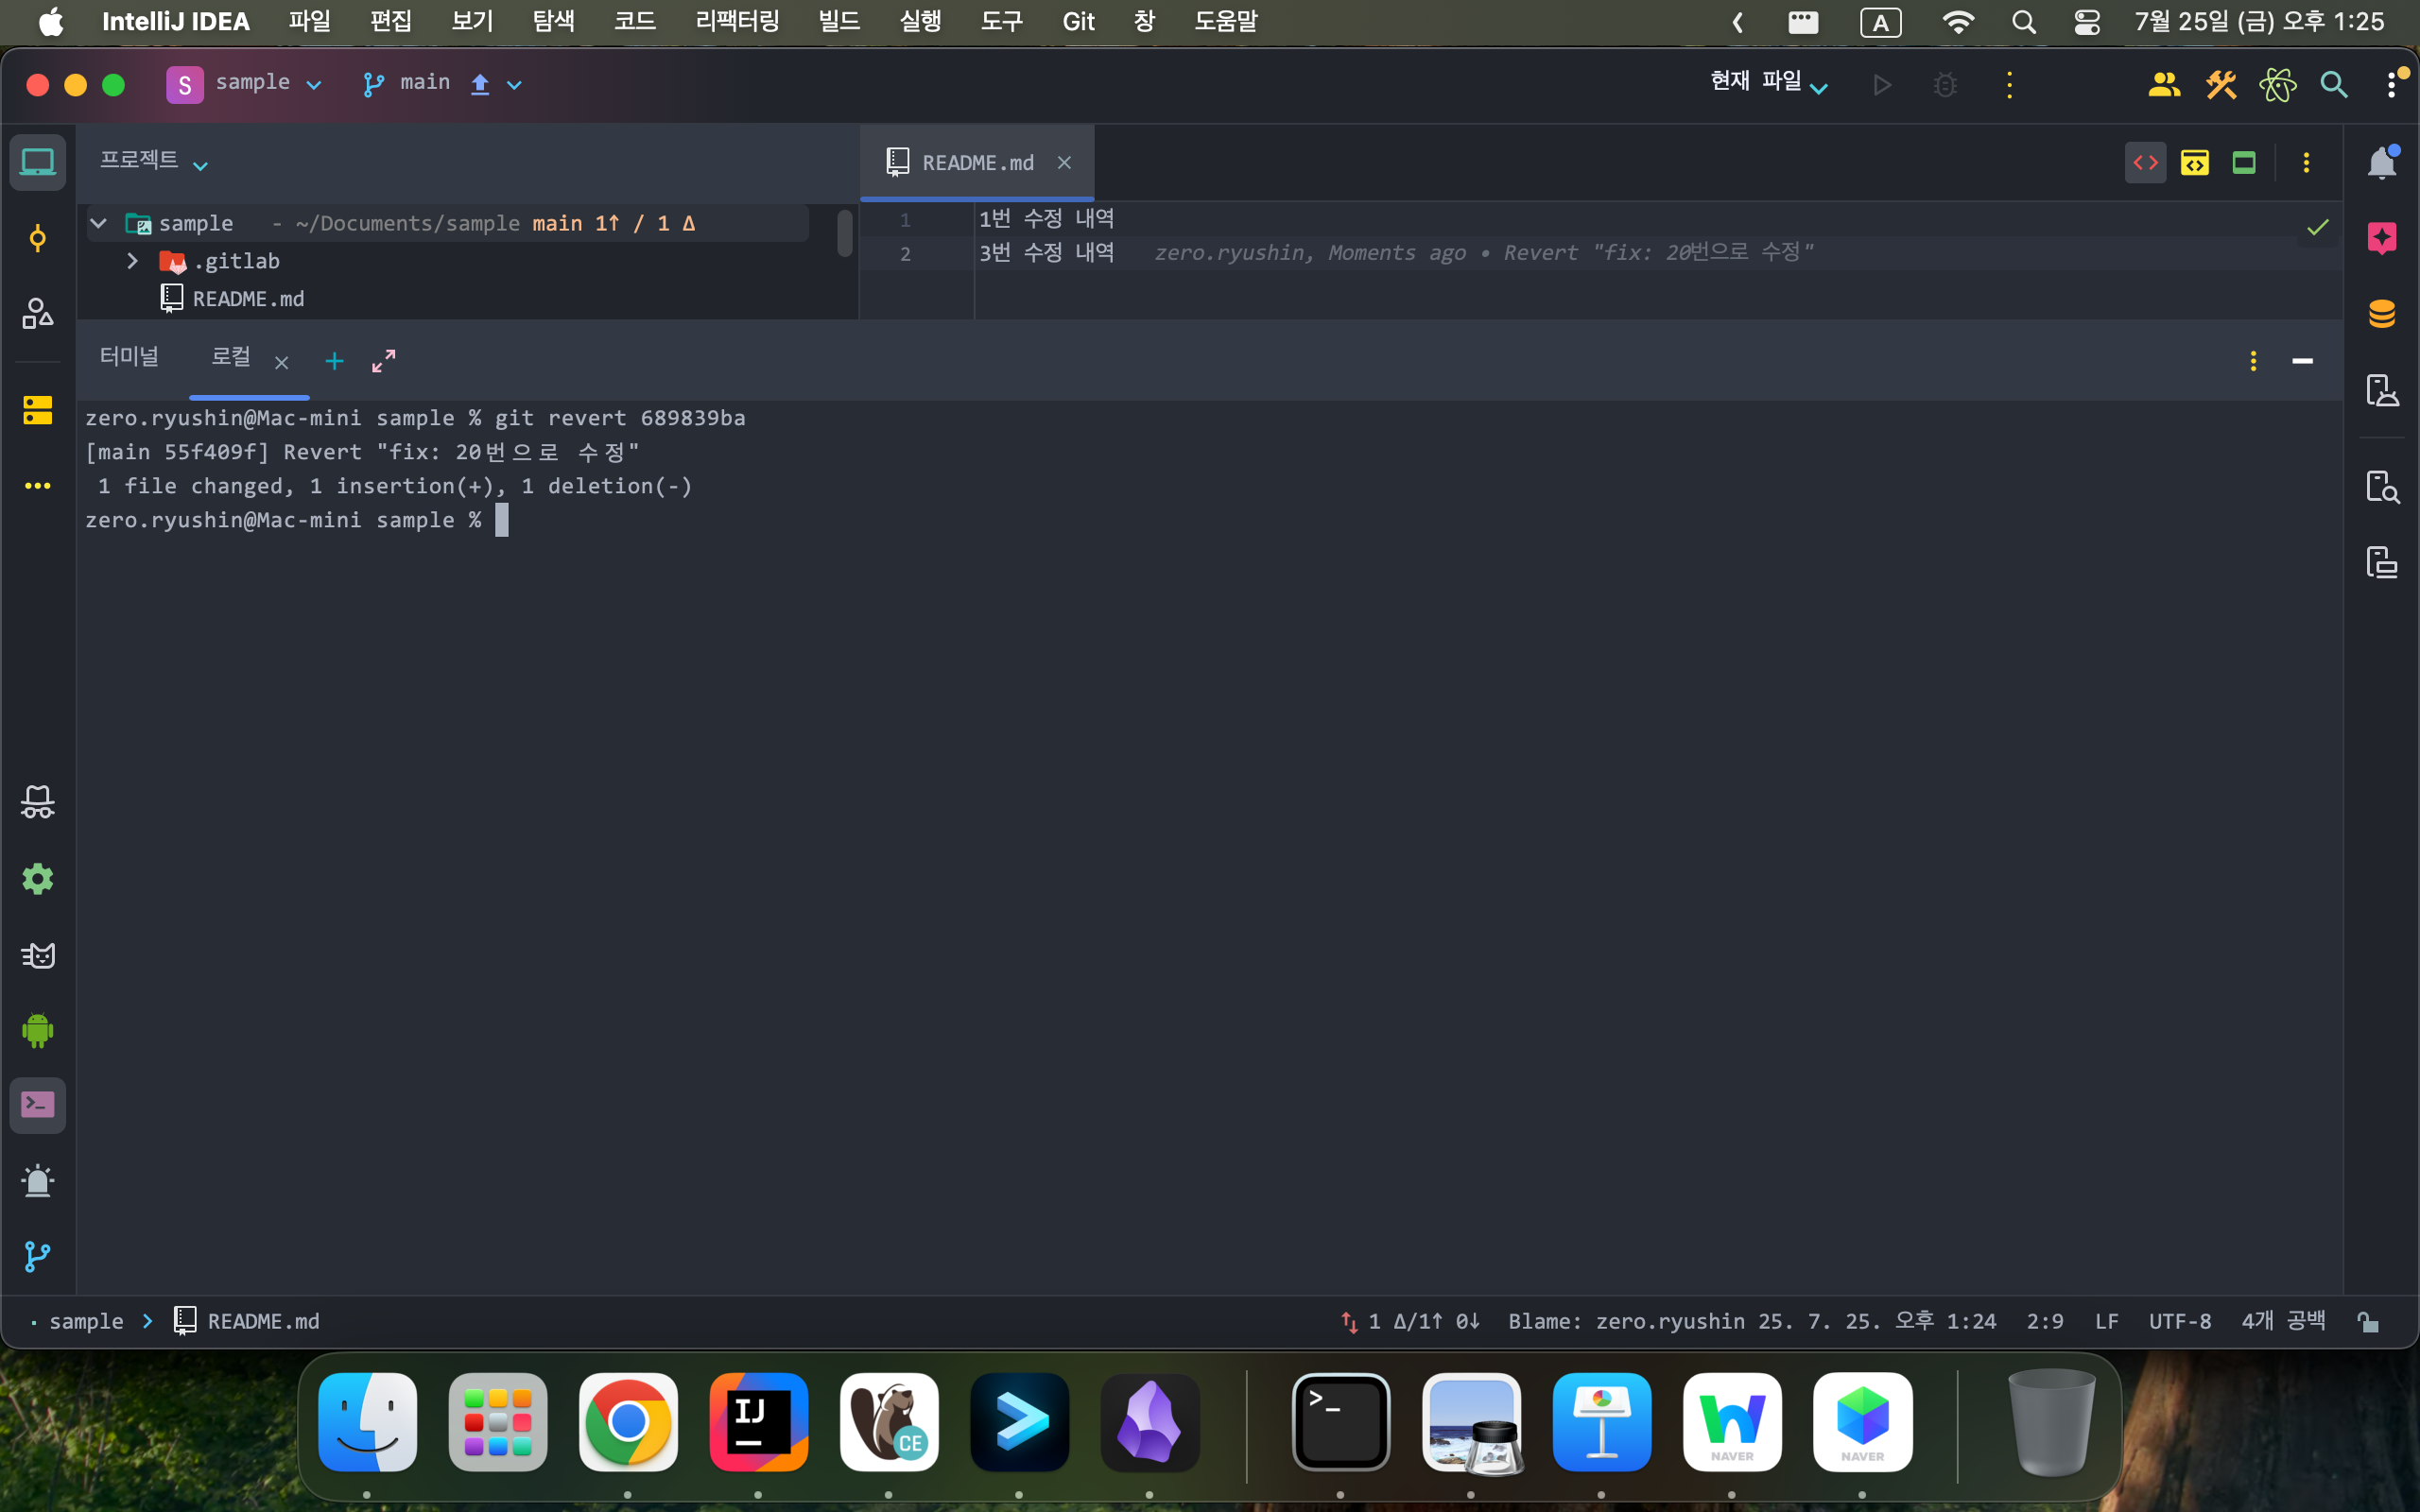 IntelliJ IDEA 파일 편집 보기 탐색 코드 리팩터링 빌드 실행 도구 Git 창 도움말 A 7월 25일 (금) 오후 1:25
S sample main 현재 파일
프로젝트 README.md
sample - ~/Documents/sample main 1↑ / 1 Δ
.gitlab
README.md
1 1번 수정 내역
2 3번 수정 내역 zero.ryushin, Moments ago • Revert "fix: 20번으로 수정"
터미널 로컬
zero.ryushin@Mac-mini sample % git revert 689839ba
[main 55f409f] Revert "fix: 20번으로 수정"
1 file changed, 1 insertion(+), 1 deletion(-)
zero.ryushin@Mac-mini sample %
sample README.md 1 Δ/1↑ 0↓ Blame: zero.ryushin 25. 7. 25. 오후 1:24 2:9 LF UTF-8 4개 공백
IJ CE >_ NAVER NAVER